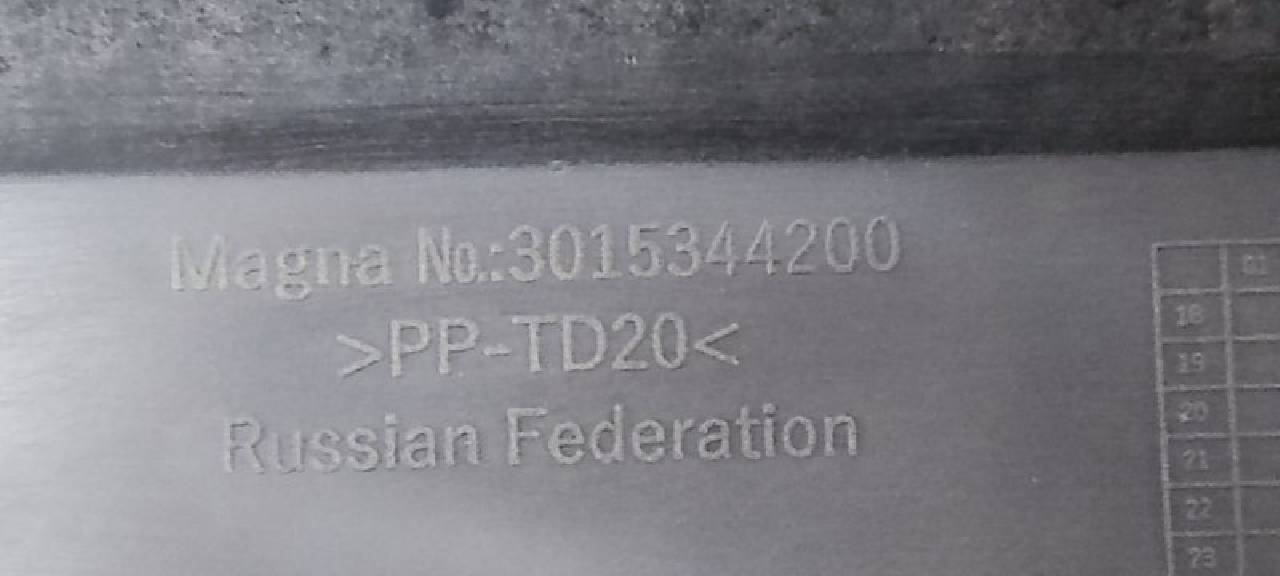 Magna No.:3015344200
>PP-TD20<
Russian Federation
01
18
19
20
21
22
23